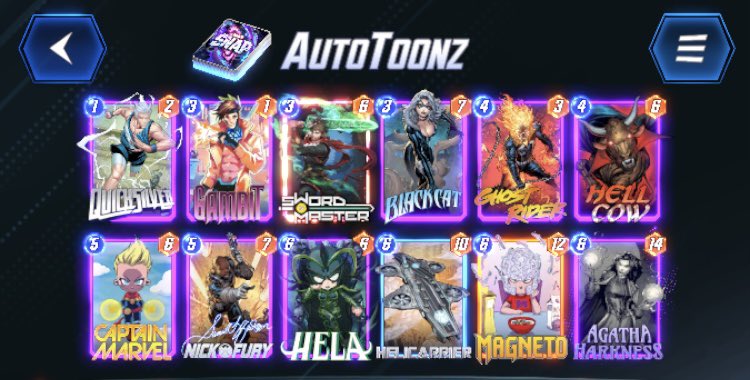 SNAP
AUTOTOONZ
1 2 3 1 3 6 3 7 4 3 4 6
QUICKSILVER
GAMBIT
SWORD
MASTER
BLACK CAT
GHOST
RIDER
HELL
COW
5 6 5 7 6 6 6 10 6 12 6 14
CAPTAIN
MARVEL
NICK FURY
HELA
HELICARRIER
MAGNETO
AGATHA
HARKNESS